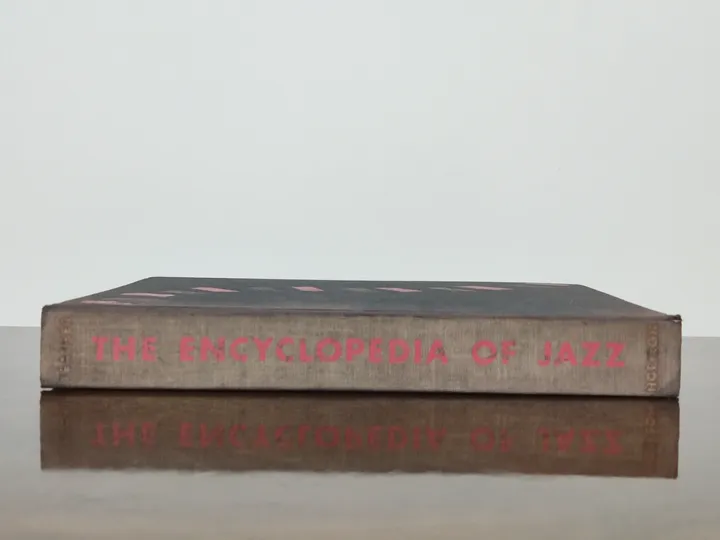 THE ENCYCLOPEDIA OF JAZZ